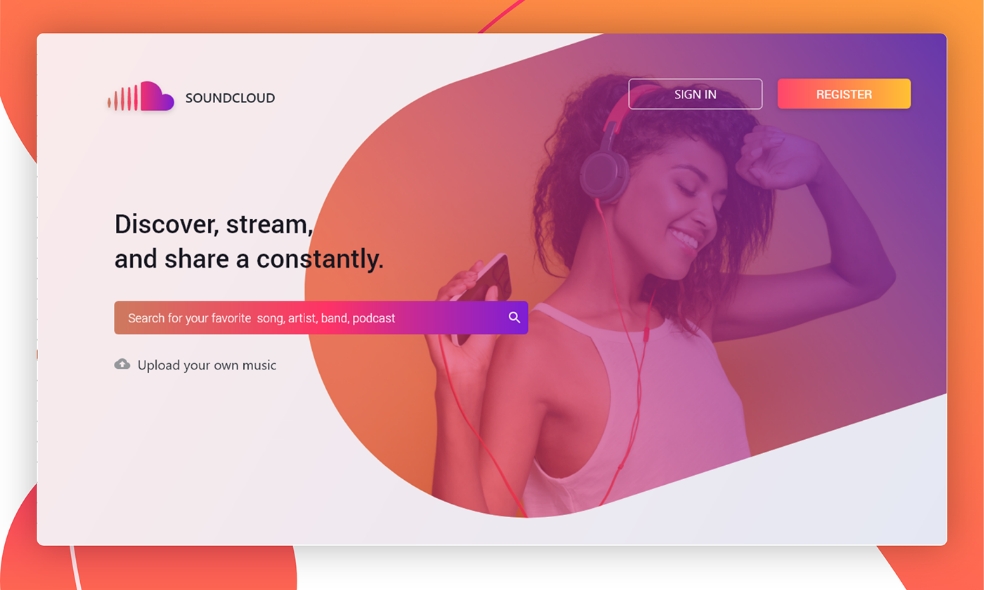 SOUNDCLOUD
SIGN IN
REGISTER
Discover, stream,
and share a constantly.
Search for your favorite  song, artist, band, podcast
Upload your own music